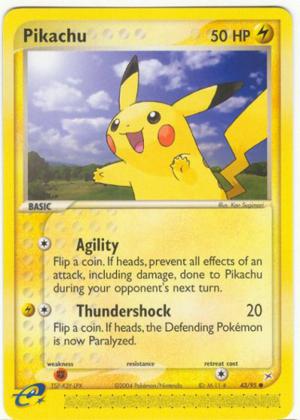 Pikachu 50 HP
Illus. Ken Sugimori
BASIC
Agility
Flip a coin. If heads, prevent all effects of an
attack, including damage, done to Pikachu
during your opponent's next turn.
Thundershock 20
Flip a coin. If heads, the Defending Pokémon
is now Paralyzed.
weakness resistance retreat cost
©2004 Pokémon/Nintendo 43/95
e